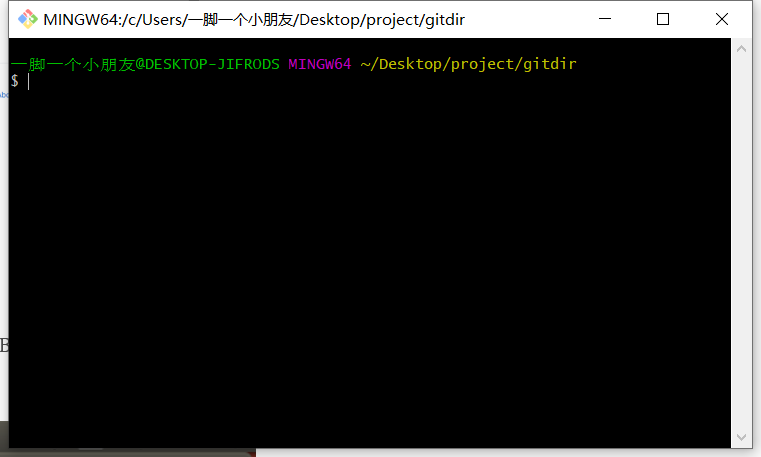 MINGW64:/c/Users/一脚一个小朋友/Desktop/project/gitdir
一脚一个小朋友@DESKTOP-JIFRODS MINGW64 ~/Desktop/project/gitdir
$
B